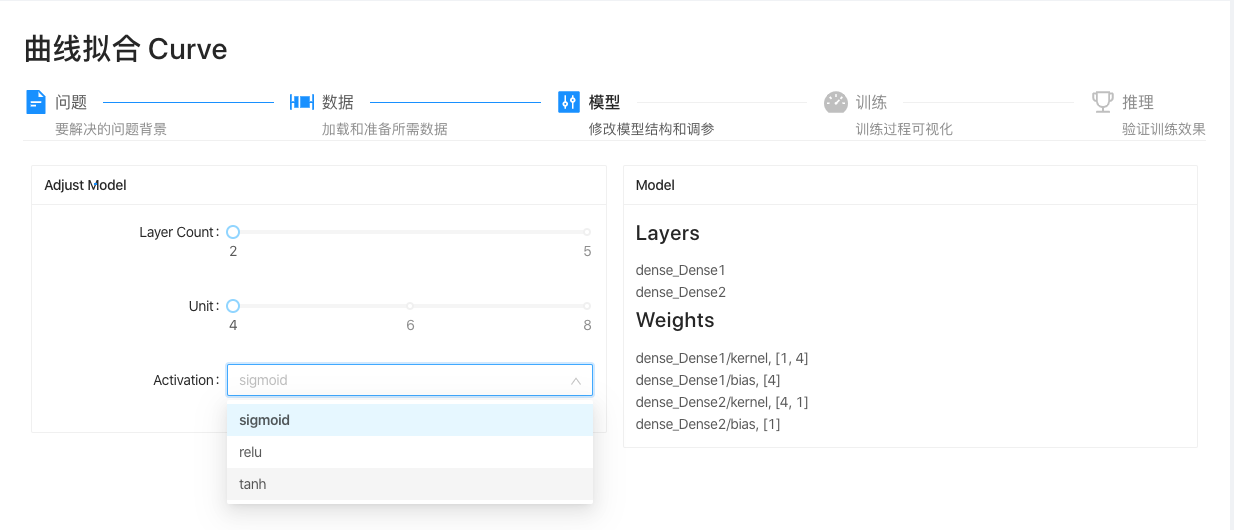 曲线拟合 Curve
问题
要解决的问题背景
数据
加载和准备所需数据
模型
修改模型结构和调参
训练
训练过程可视化
推理
验证训练效果
Adjust Model
Layer Count :
2
5
Unit :
4
6
8
Activation :
sigmoid
sigmoid
relu
tanh
Model
Layers
dense_Dense1
dense_Dense2
Weights
dense_Dense1/kernel, [1, 4]
dense_Dense1/bias, [4]
dense_Dense2/kernel, [4, 1]
dense_Dense2/bias, [1]